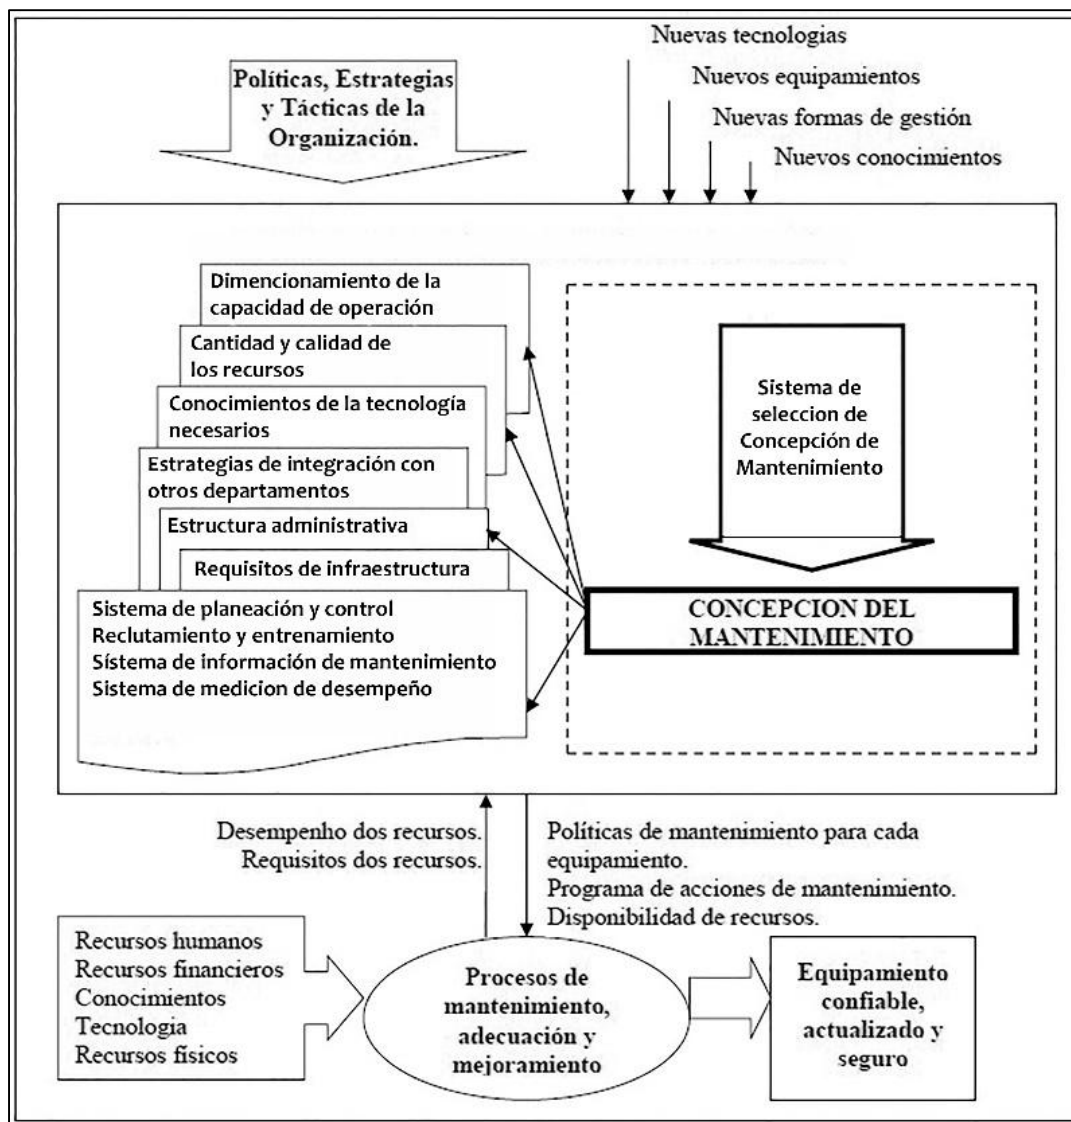 Nuevas tecnologias
Nuevos equipamientos
Nuevas formas de gestión
Nuevos conocimientos
Políticas, Estrategias
y Tácticas de la
Organización.
Dimencionamiento de la
capacidad de operación
Cantidad y calidad de
los recursos
Conocimientos de la tecnología
necesarios
Estrategias de integración con
otros departamentos
Estructura administrativa
Requisitos de infraestructura
Sistema de planeación y control
Reclutamiento y entrenamiento
Sístema de información de mantenimiento
Sistema de medicion de desempeño
Sistema de
seleccion de
Concepción de
Mantenimiento
CONCEPCION DEL
MANTENIMIENTO
Desempenho dos recursos.
Requisitos dos recursos.
Políticas de mantenimiento para cada
equipamiento.
Programa de acciones de mantenimiento.
Disponibilidad de recursos.
Recursos humanos
Recursos financieros
Conocimientos
Tecnologia
Recursos físicos
Procesos de
mantenimiento,
adecuación y
mejoramiento
Equipamiento
confiable,
actualizado y
seguro